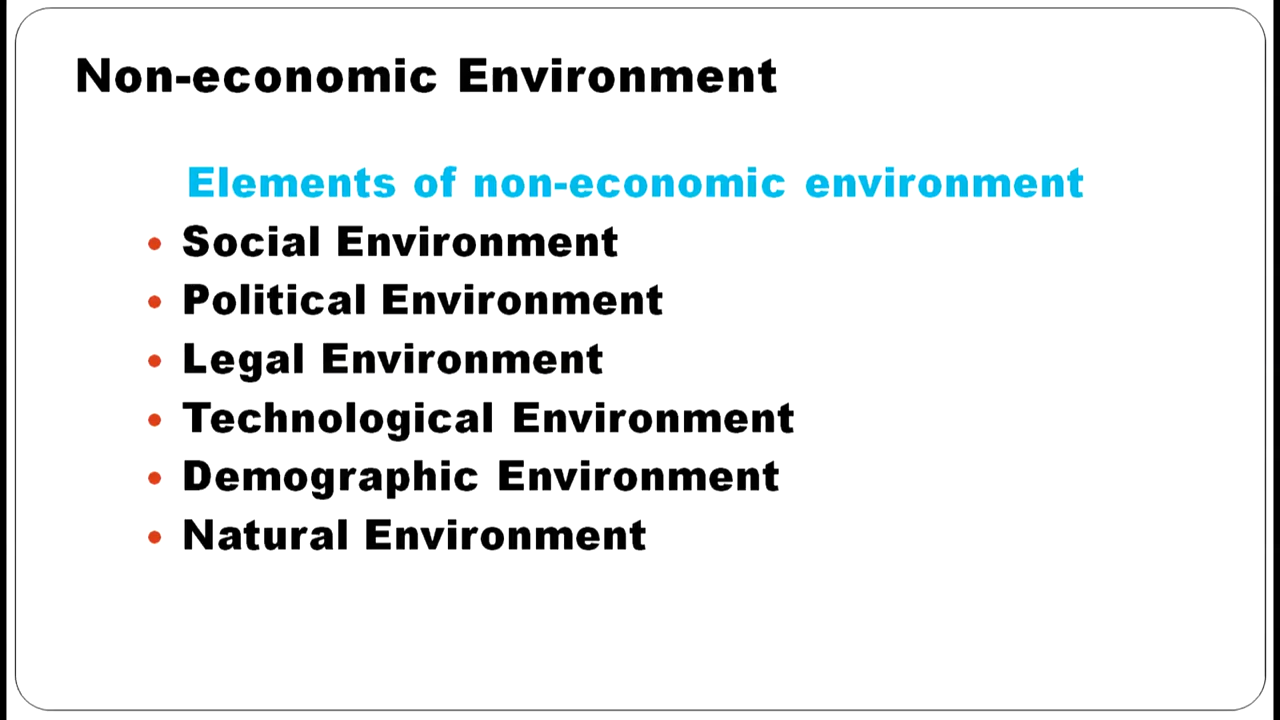 Non-economic Environment
Elements of non-economic environment
• Social Environment
• Political Environment
• Legal Environment
• Technological Environment
• Demographic Environment
• Natural Environment